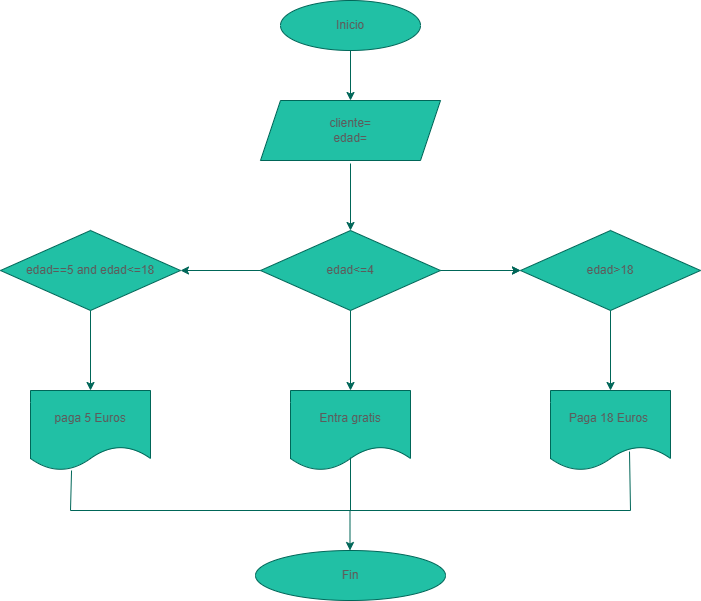 Inicio
cliente=
edad=
edad==5 and edad<=18
edad<=4
edad>18
paga 5 Euros
Entra gratis
Paga 18 Euros
Fin